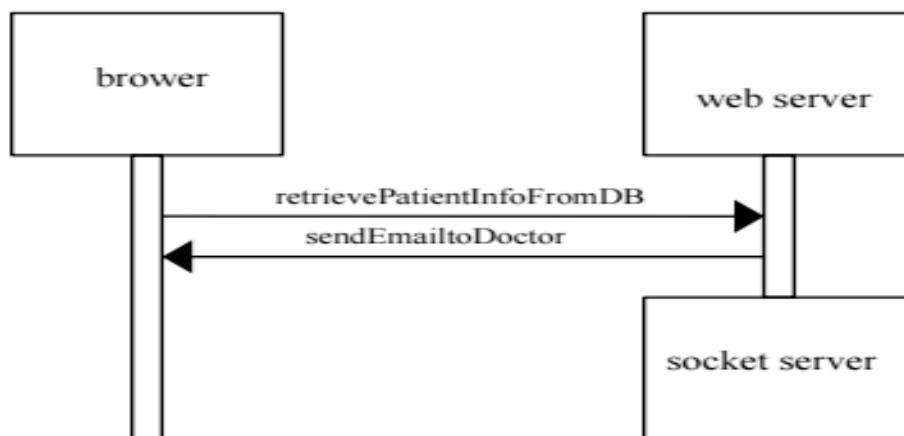 brower
web server
retrievePatientInfoFromDB
sendEmailtoDoctor
socket server